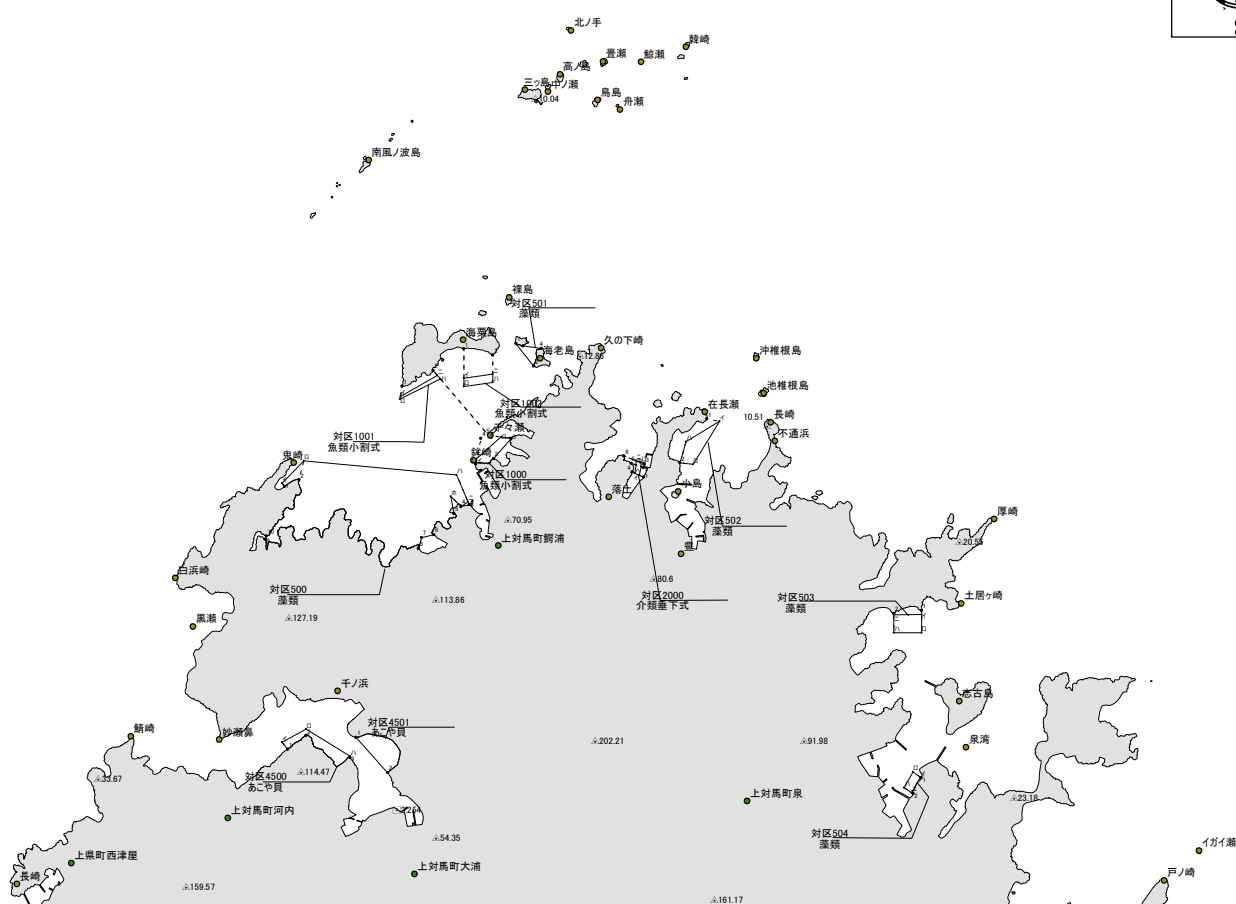 北ノ手
韓崎
畳瀬
鯨瀬
高ノ島
三ッ島
中ノ瀬
10.04
鳥島
舟瀬
南風ノ波島
裸島
対区501
藻類
海栗島
海老島
久の下崎
12.85
沖椎根島
池椎根島
対区1003
魚類小割式
在長瀬
10.51
長崎
不通浜
対区1001
魚類小割式
千々瀬
鬼崎
鉾崎
対区1000
魚類小割式
落土
小島
70.95
対区502
藻類
厚崎
20.55
上対馬町鰐浦
豊
白浜崎
80.6
対区500
藻類
113.86
対区2000
介類垂下式
対区503
藻類
土居ヶ崎
127.19
黒瀬
千ノ浜
志古島
対区4501
あこや貝
鯖崎
妙瀬鼻
202.21
91.98
泉湾
33.67
対区4500
あこや貝
114.47
上対馬町泉
23.18
上対馬町河内
54.35
対区504
藻類
イガイ瀬
上県町西津屋
上対馬町大浦
戸ノ崎
長崎
159.57
161.17